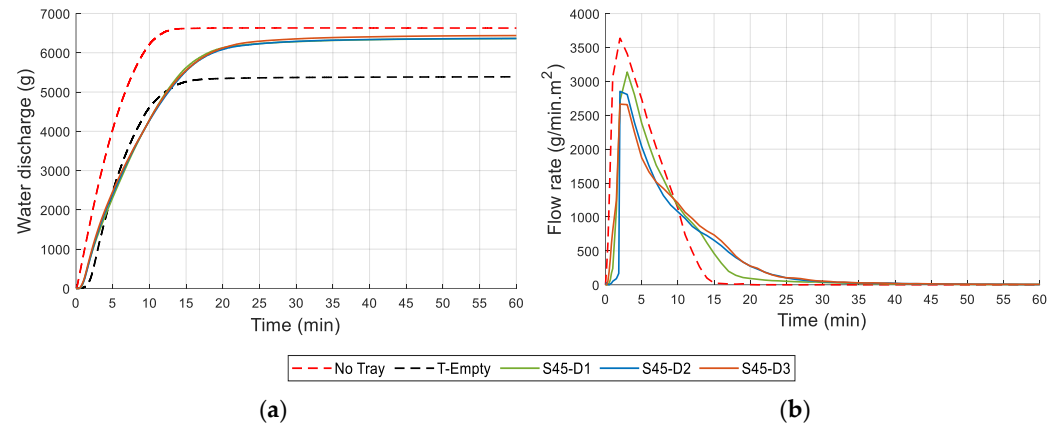 7000
6000
5000
4000
3000
2000
1000
0
Water discharge (g)
0 5 10 15 20 25 30 35 40 45 50 55 60
Time (min)
4000
3500
3000
2500
2000
1500
1000
500
0
Flow rate (g/min.m²)
0 5 10 15 20 25 30 35 40 45 50 55 60
Time (min)
No Tray T-Empty S45-D1 S45-D2 S45-D3
(a) (b)